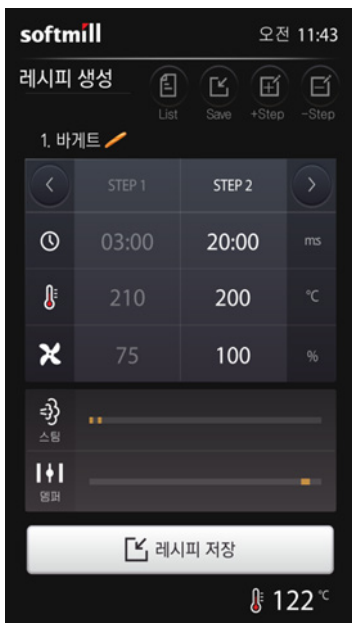 softmill 오전 11:43
레시피 생성
List Save +Step -Step
1. 바게트
STEP 1 STEP 2
03:00 20:00 ms
210 200 °C
75 100 %
스팀
뎀퍼
레시피 저장
122 °C